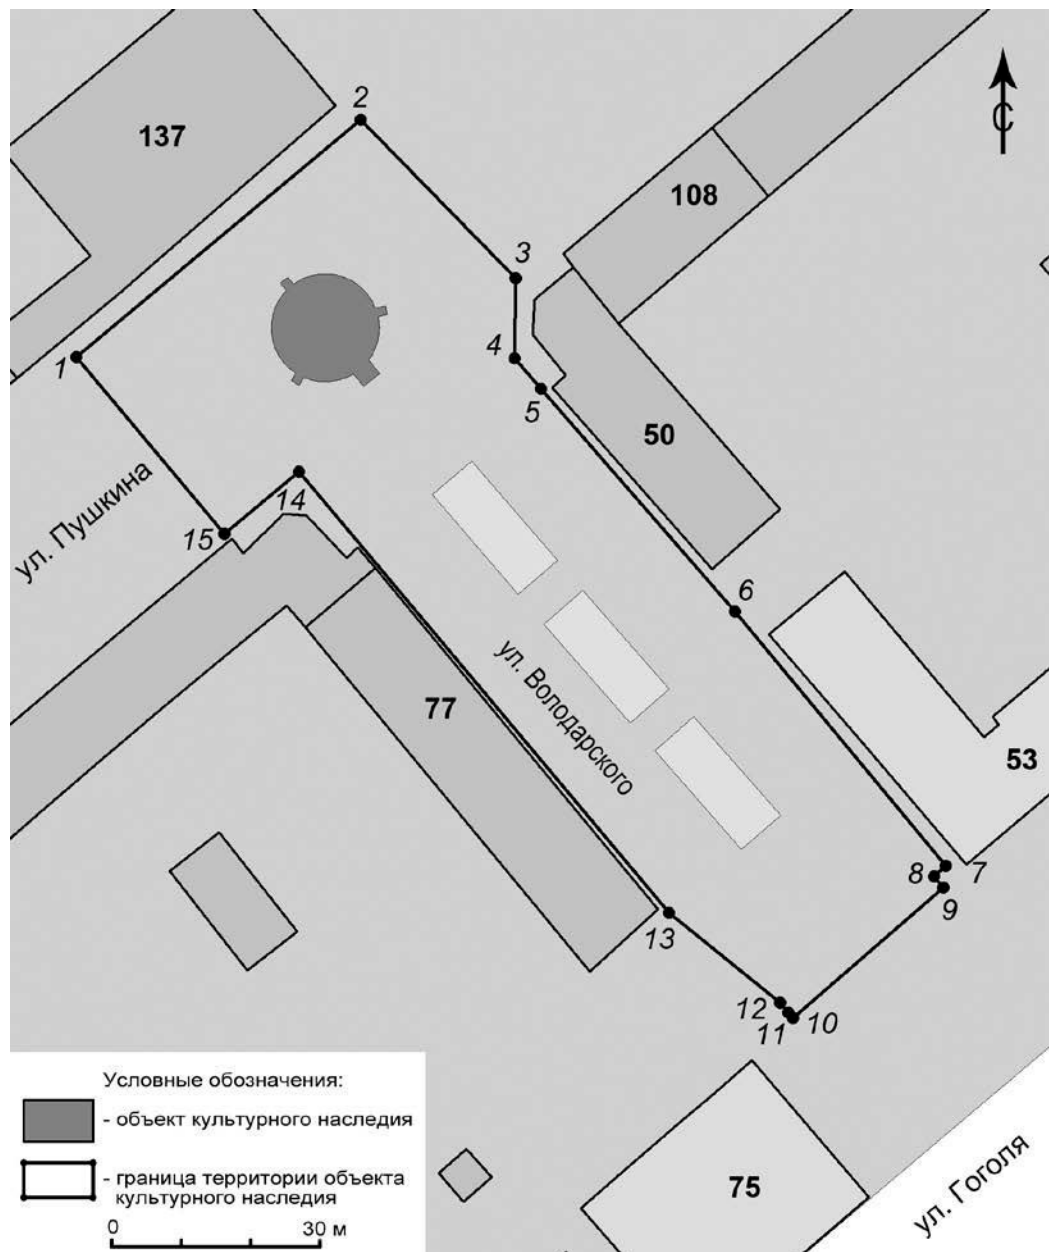 2
137
С
108
3
4
1
5
50
14
ул. Пушкина
15
6
ул. Володарского
77
53
7
8
9
13
12
10
11
Условные обозначения:
- объект культурного наследия
- граница территории объекта
культурного наследия
0 30 м
75
ул. Гоголя